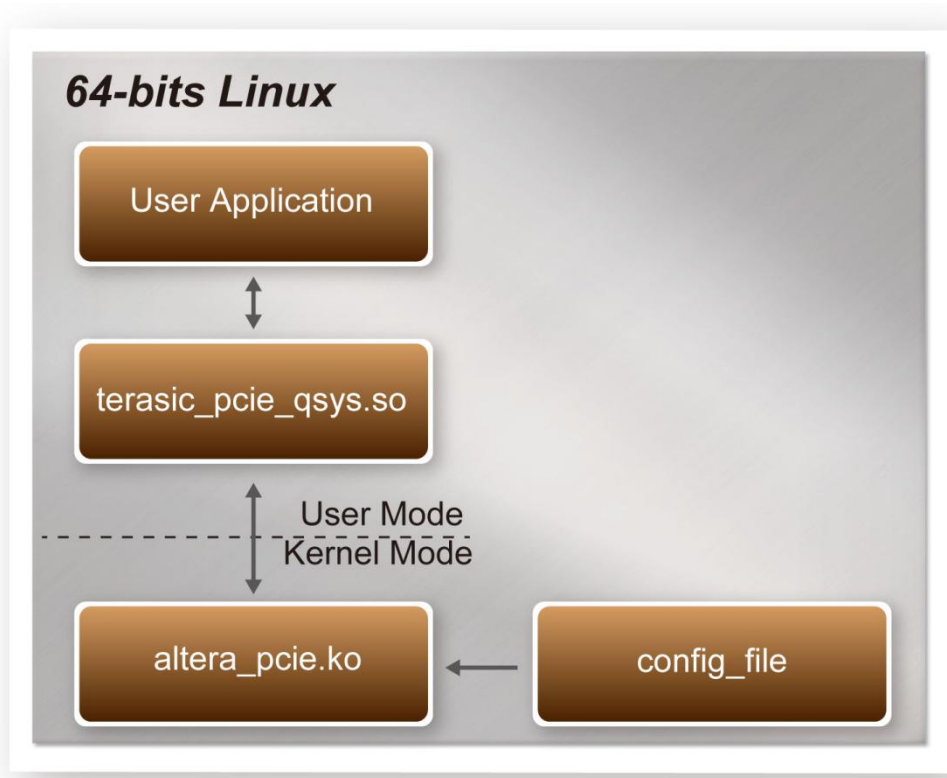 64-bits Linux
User Application
terasic_pcie_qsys.so
User Mode
Kernel Mode
altera_pcie.ko
config_file